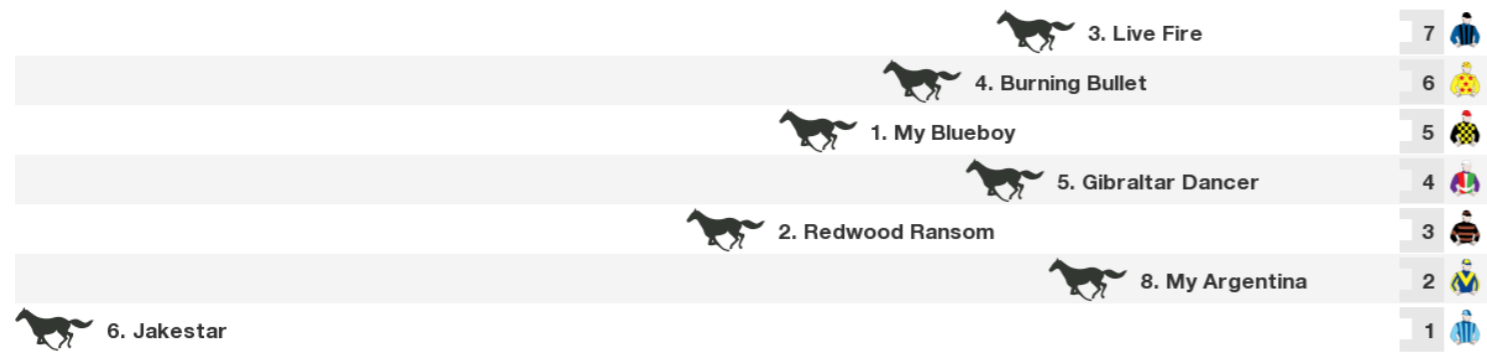 3. Live Fire 7
4. Burning Bullet 6
1. My Blueboy 5
5. Gibraltar Dancer 4
2. Redwood Ransom 3
8. My Argentina 2
6. Jakestar 1